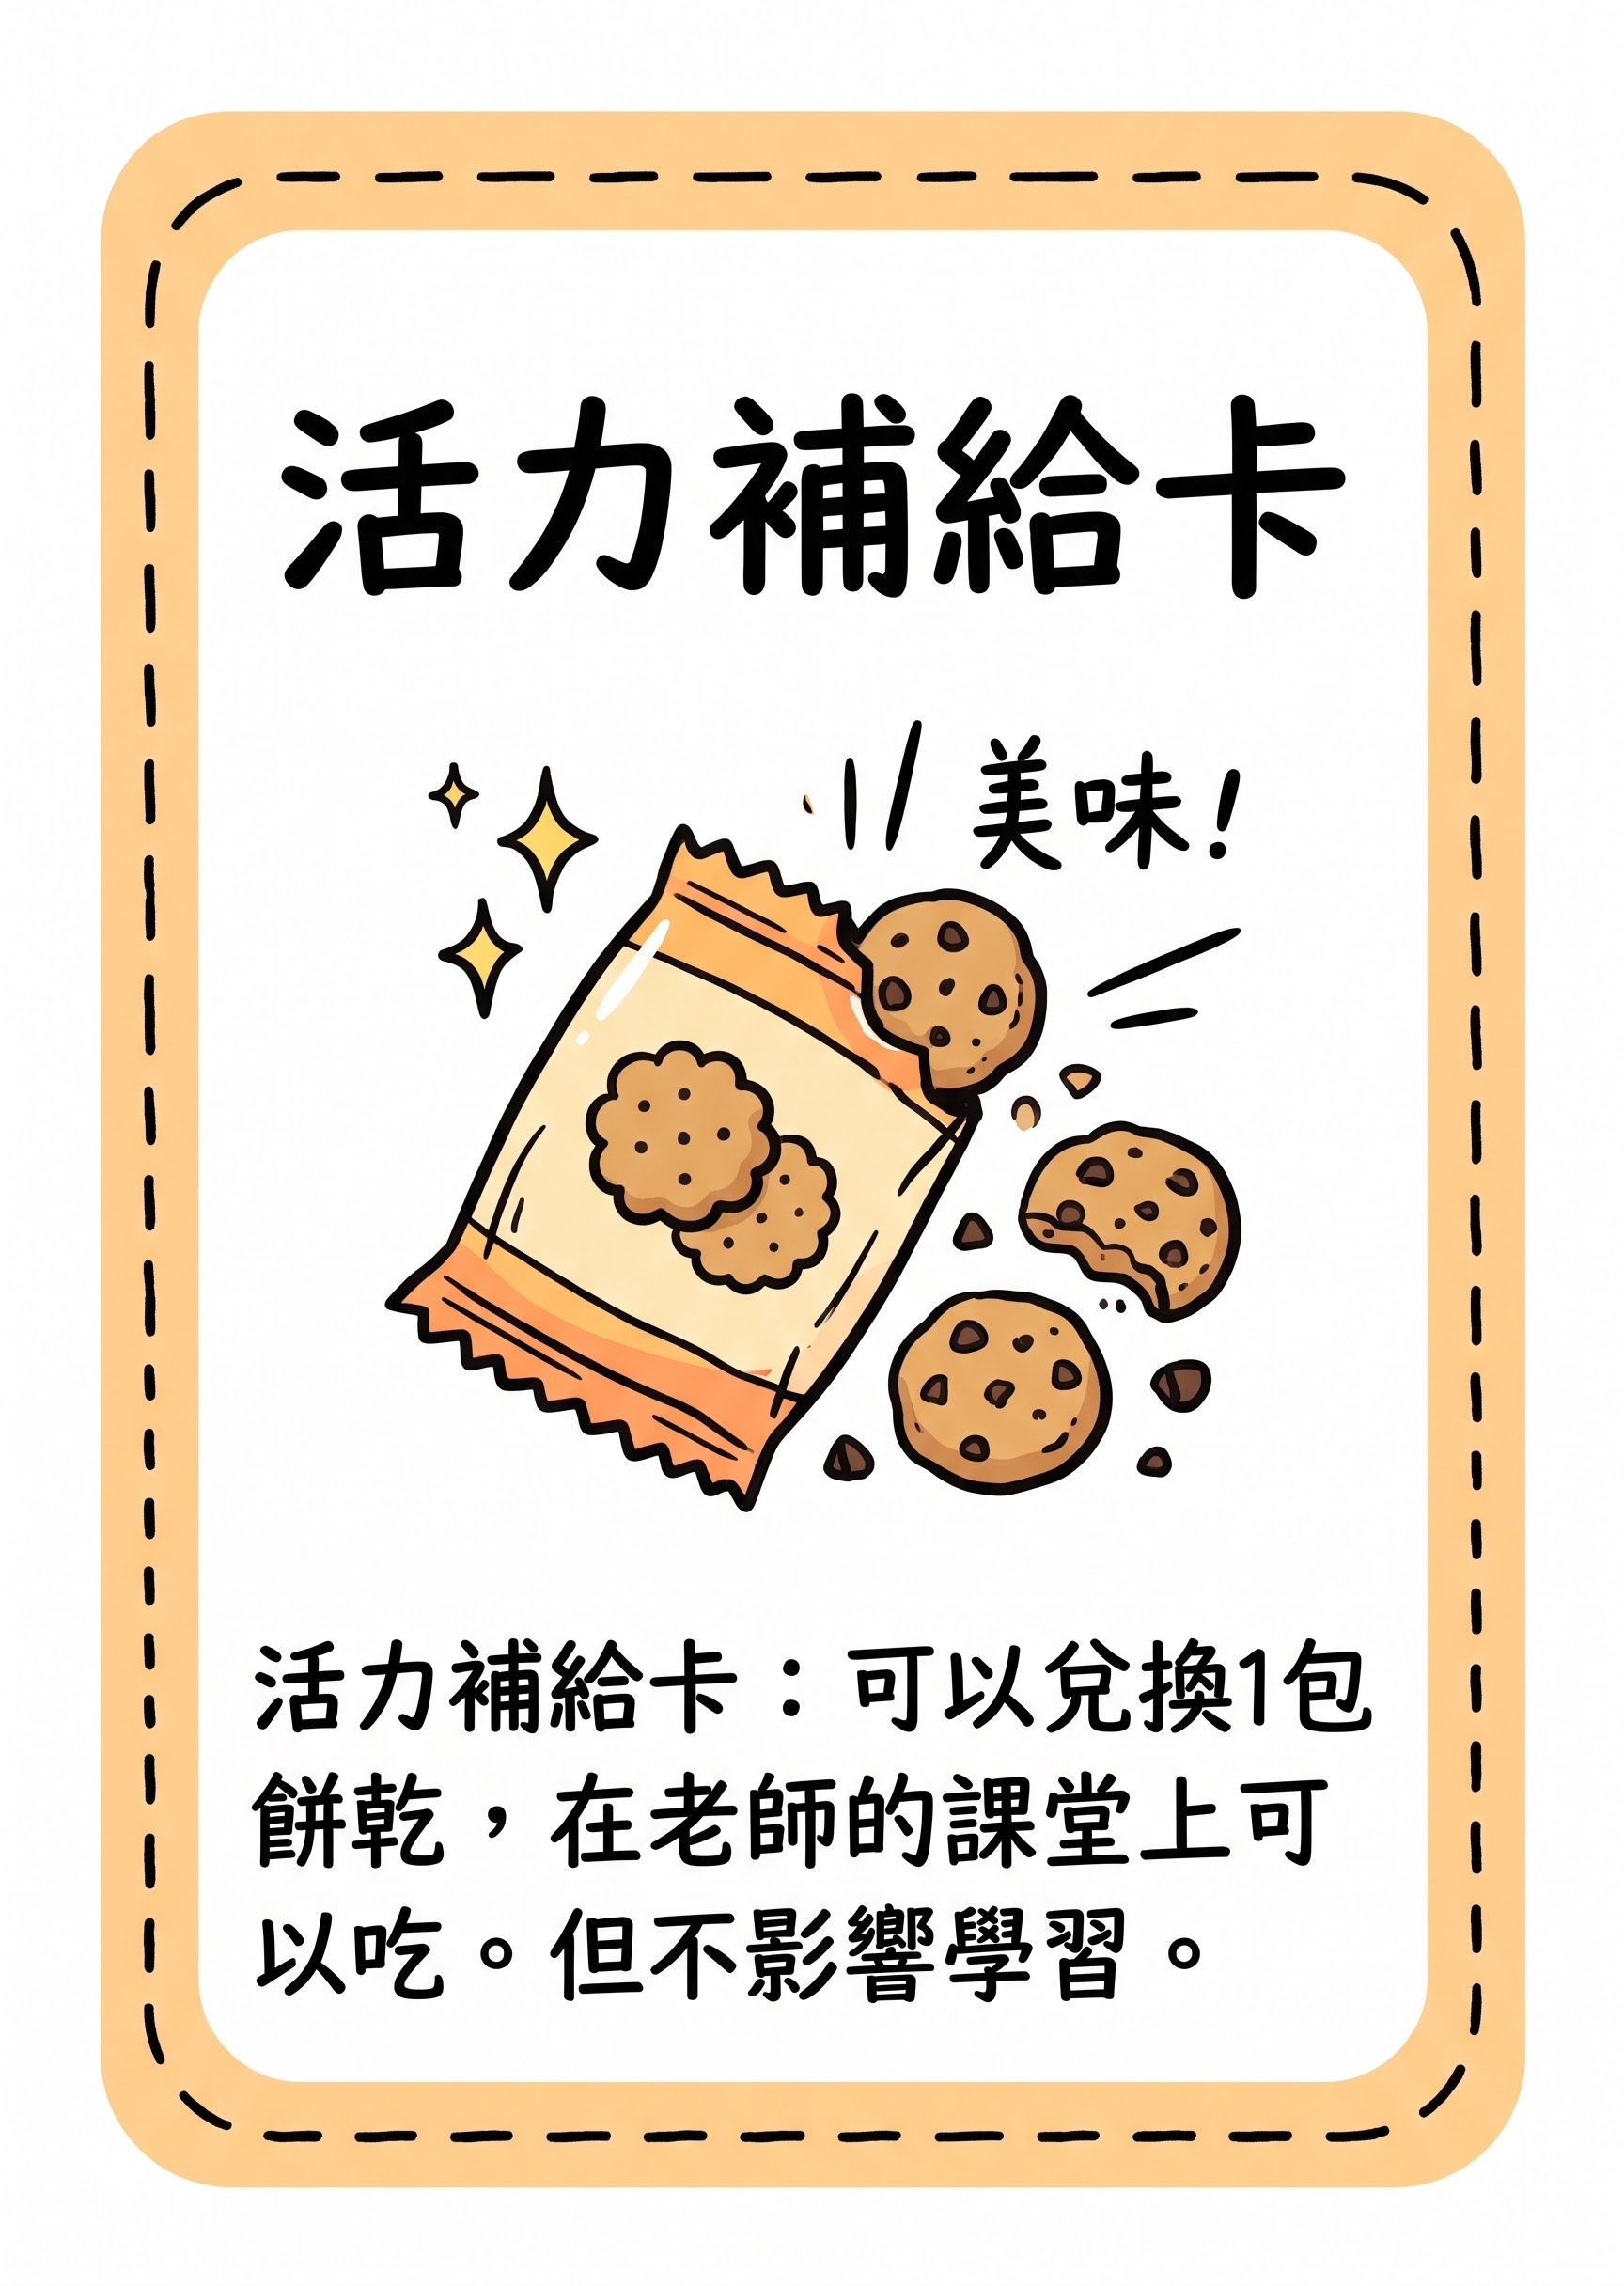 活力補給卡
美味!
活力補給卡：可以兌換1包
餅乾，在老師的課堂上可
以吃。但不影響學習。